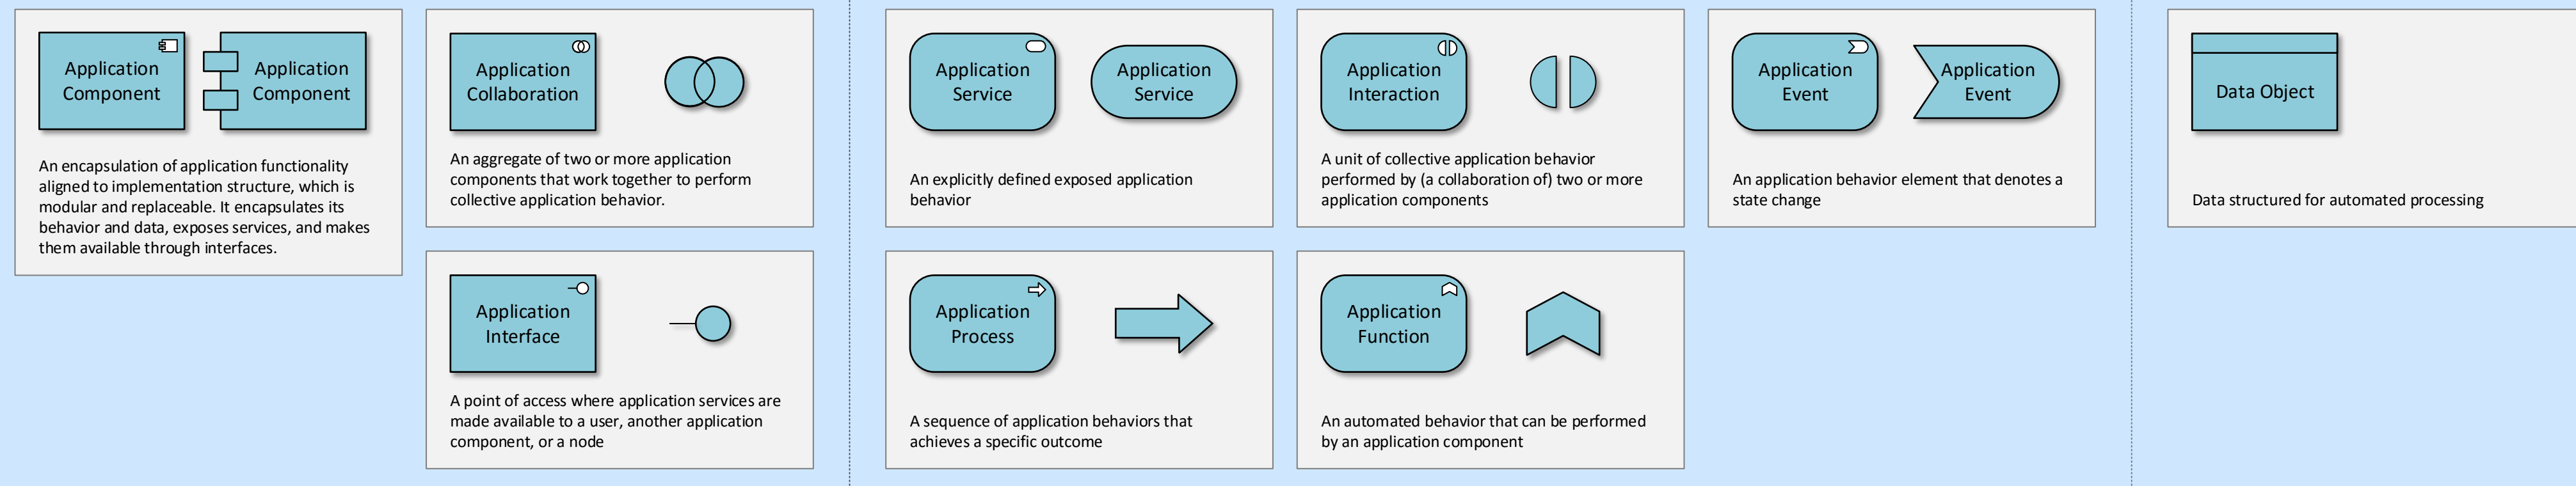 Application
Component
Application
Component
An encapsulation of application functionality
aligned to implementation structure, which is
modular and replaceable. It encapsulates its
behavior and data, exposes services, and makes
them available through interfaces.
Application
Collaboration
An aggregate of two or more application
components that work together to perform
collective application behavior.
Application
Interface
A point of access where application services are
made available to a user, another application
component, or a node
Application
Service
Application
Service
An explicitly defined exposed application
behavior
Application
Interaction
A unit of collective application behavior
performed by (a collaboration of) two or more
application components
Application
Event
Application
Event
An application behavior element that denotes a
state change
Application
Process
A sequence of application behaviors that
achieves a specific outcome
Application
Function
An automated behavior that can be performed
by an application component
Data Object
Data structured for automated processing